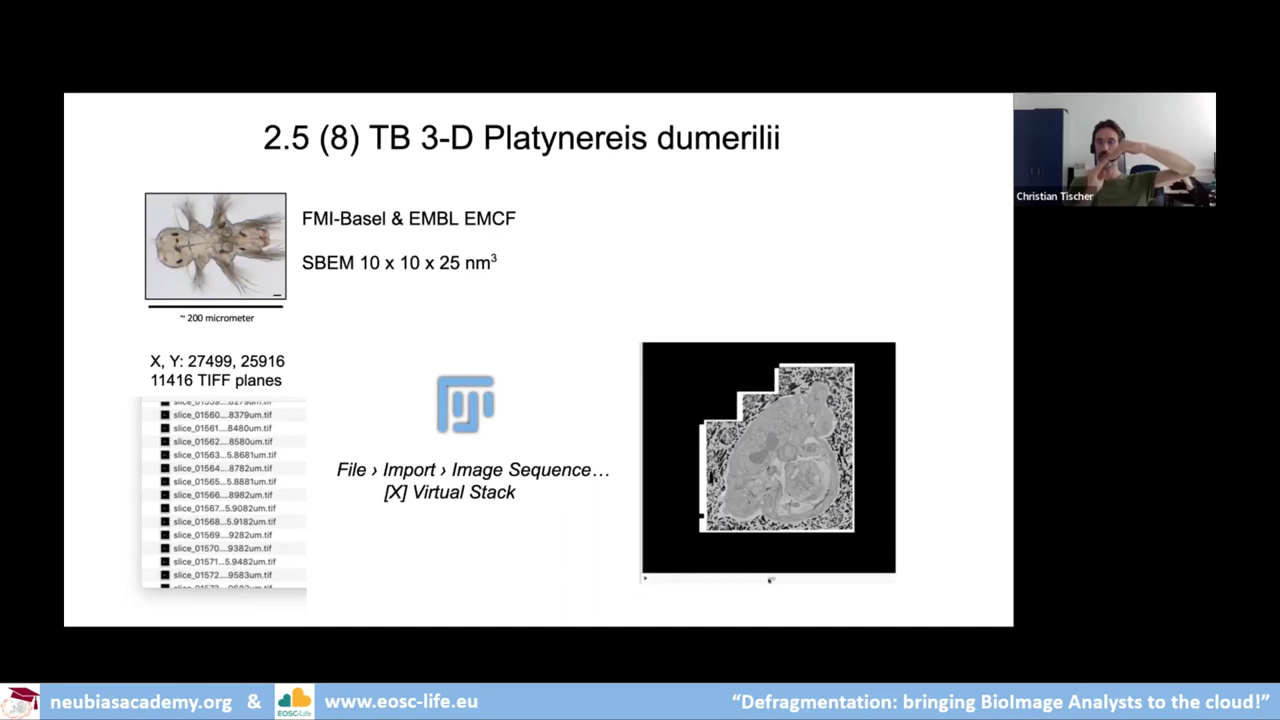 2.5 (8) TB 3-D Platynereis dumerilii
Christian Tischer
FMI-Basel & EMBL EMCF
SBEM 10 x 10 x 25 nm³
~ 200 micrometer
X, Y: 27499, 25916
11416 TIFF planes
slice_01560....8379um.tif
slice_01561....8480um.tif
slice_01562....8580um.tif
slice_01563...5.8681um.tif
slice_01564....8782um.tif
slice_01565...5.8881um.tif
slice_01566....8982um.tif
slice_01567...5.9082um.tif
slice_01568...5.9182um.tif
slice_01569....9282um.tif
slice_01570....9382um.tif
slice_01571...5.9482um.tif
slice_01572....9583um.tif
File › Import › Image Sequence…
[X] Virtual Stack
neubiasacademy.org & EOSC-Life www.eosc-life.eu “Defragmentation: bringing BioImage Analysts to the cloud!”